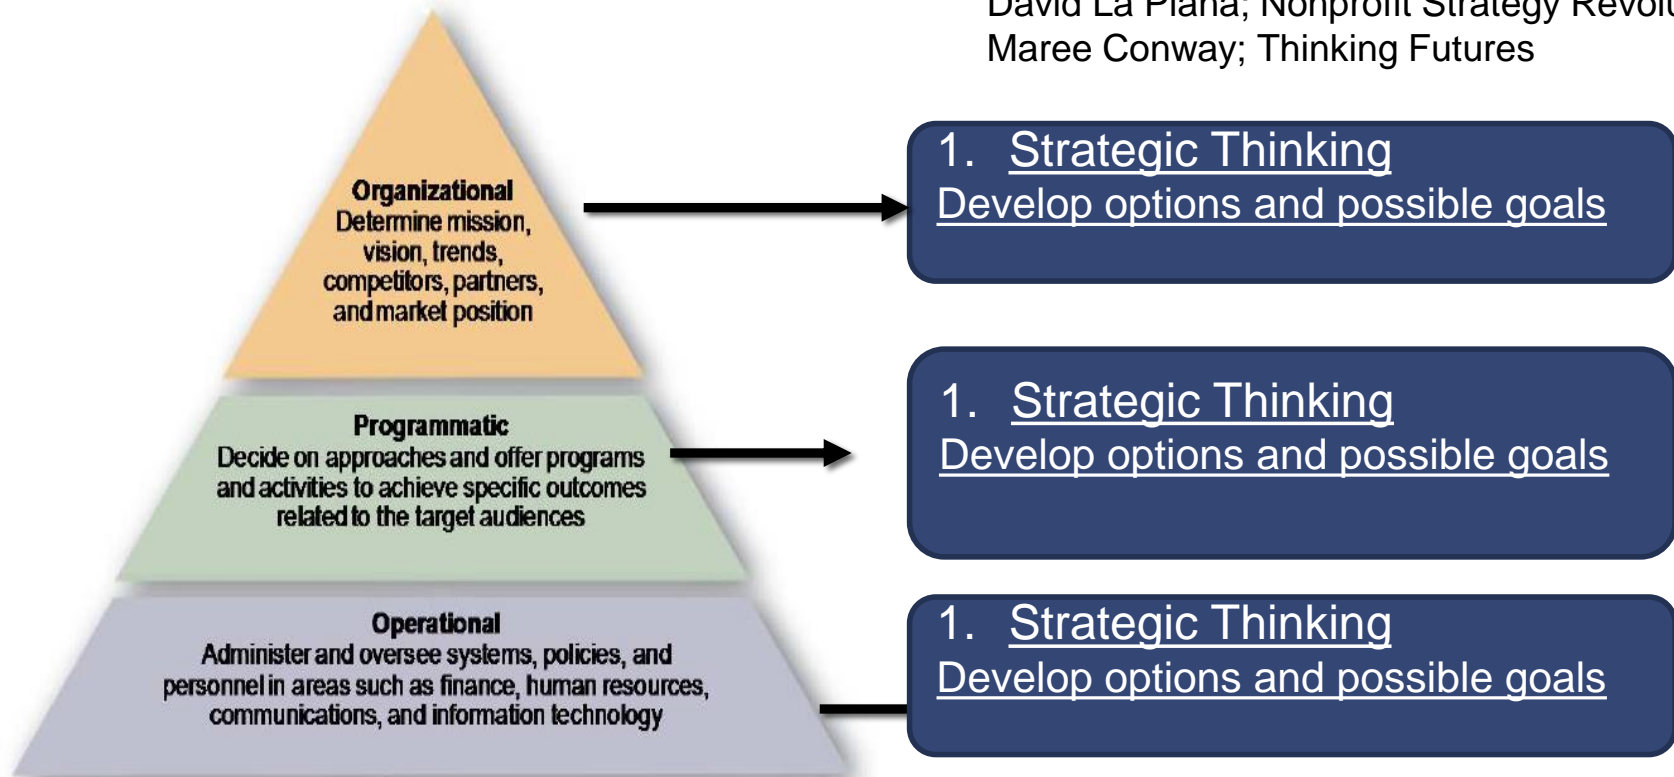 David La Piana; Nonprofit Strategy
Maree Conway; Thinking Futures
Organizational
Determine mission,
vision, trends,
competitors, partners,
and market position
1. Strategic Thinking
Develop options and possible goals
Programmatic
Decide on approaches and offer programs
and activities to achieve specific outcomes
related to the target audiences
1. Strategic Thinking
Develop options and possible goals
Operational
Administer and oversee systems, policies, and
personnel in areas such as finance, human resources,
communications, and information technology
1. Strategic Thinking
Develop options and possible goals